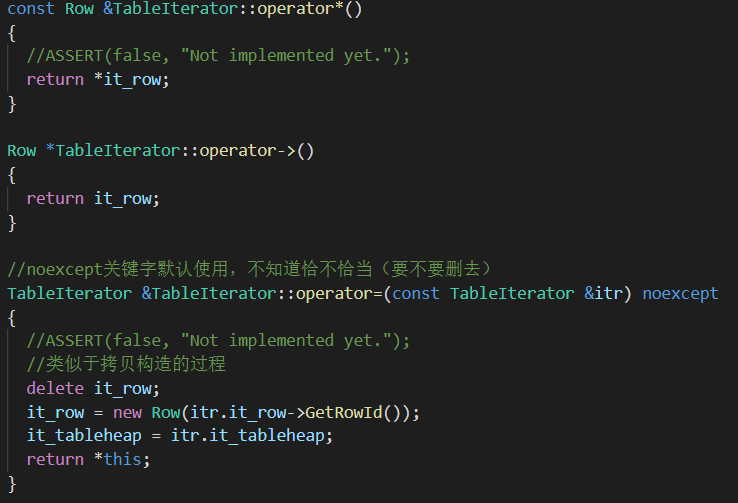 const Row &TableIterator::operator*()
{
  //ASSERT(false, "Not implemented yet.");
  return *it_row;
}

Row *TableIterator::operator->()
{
  return it_row;
}

//noexcept关键字默认使用，不知道恰不恰当（要不要删去）
TableIterator &TableIterator::operator=(const TableIterator &itr) noexcept
{
  //ASSERT(false, "Not implemented yet.");
  //类似于拷贝构造的过程
  delete it_row;
  it_row = new Row(itr.it_row->GetRowId());
  it_tableheap = itr.it_tableheap;
  return *this;
}